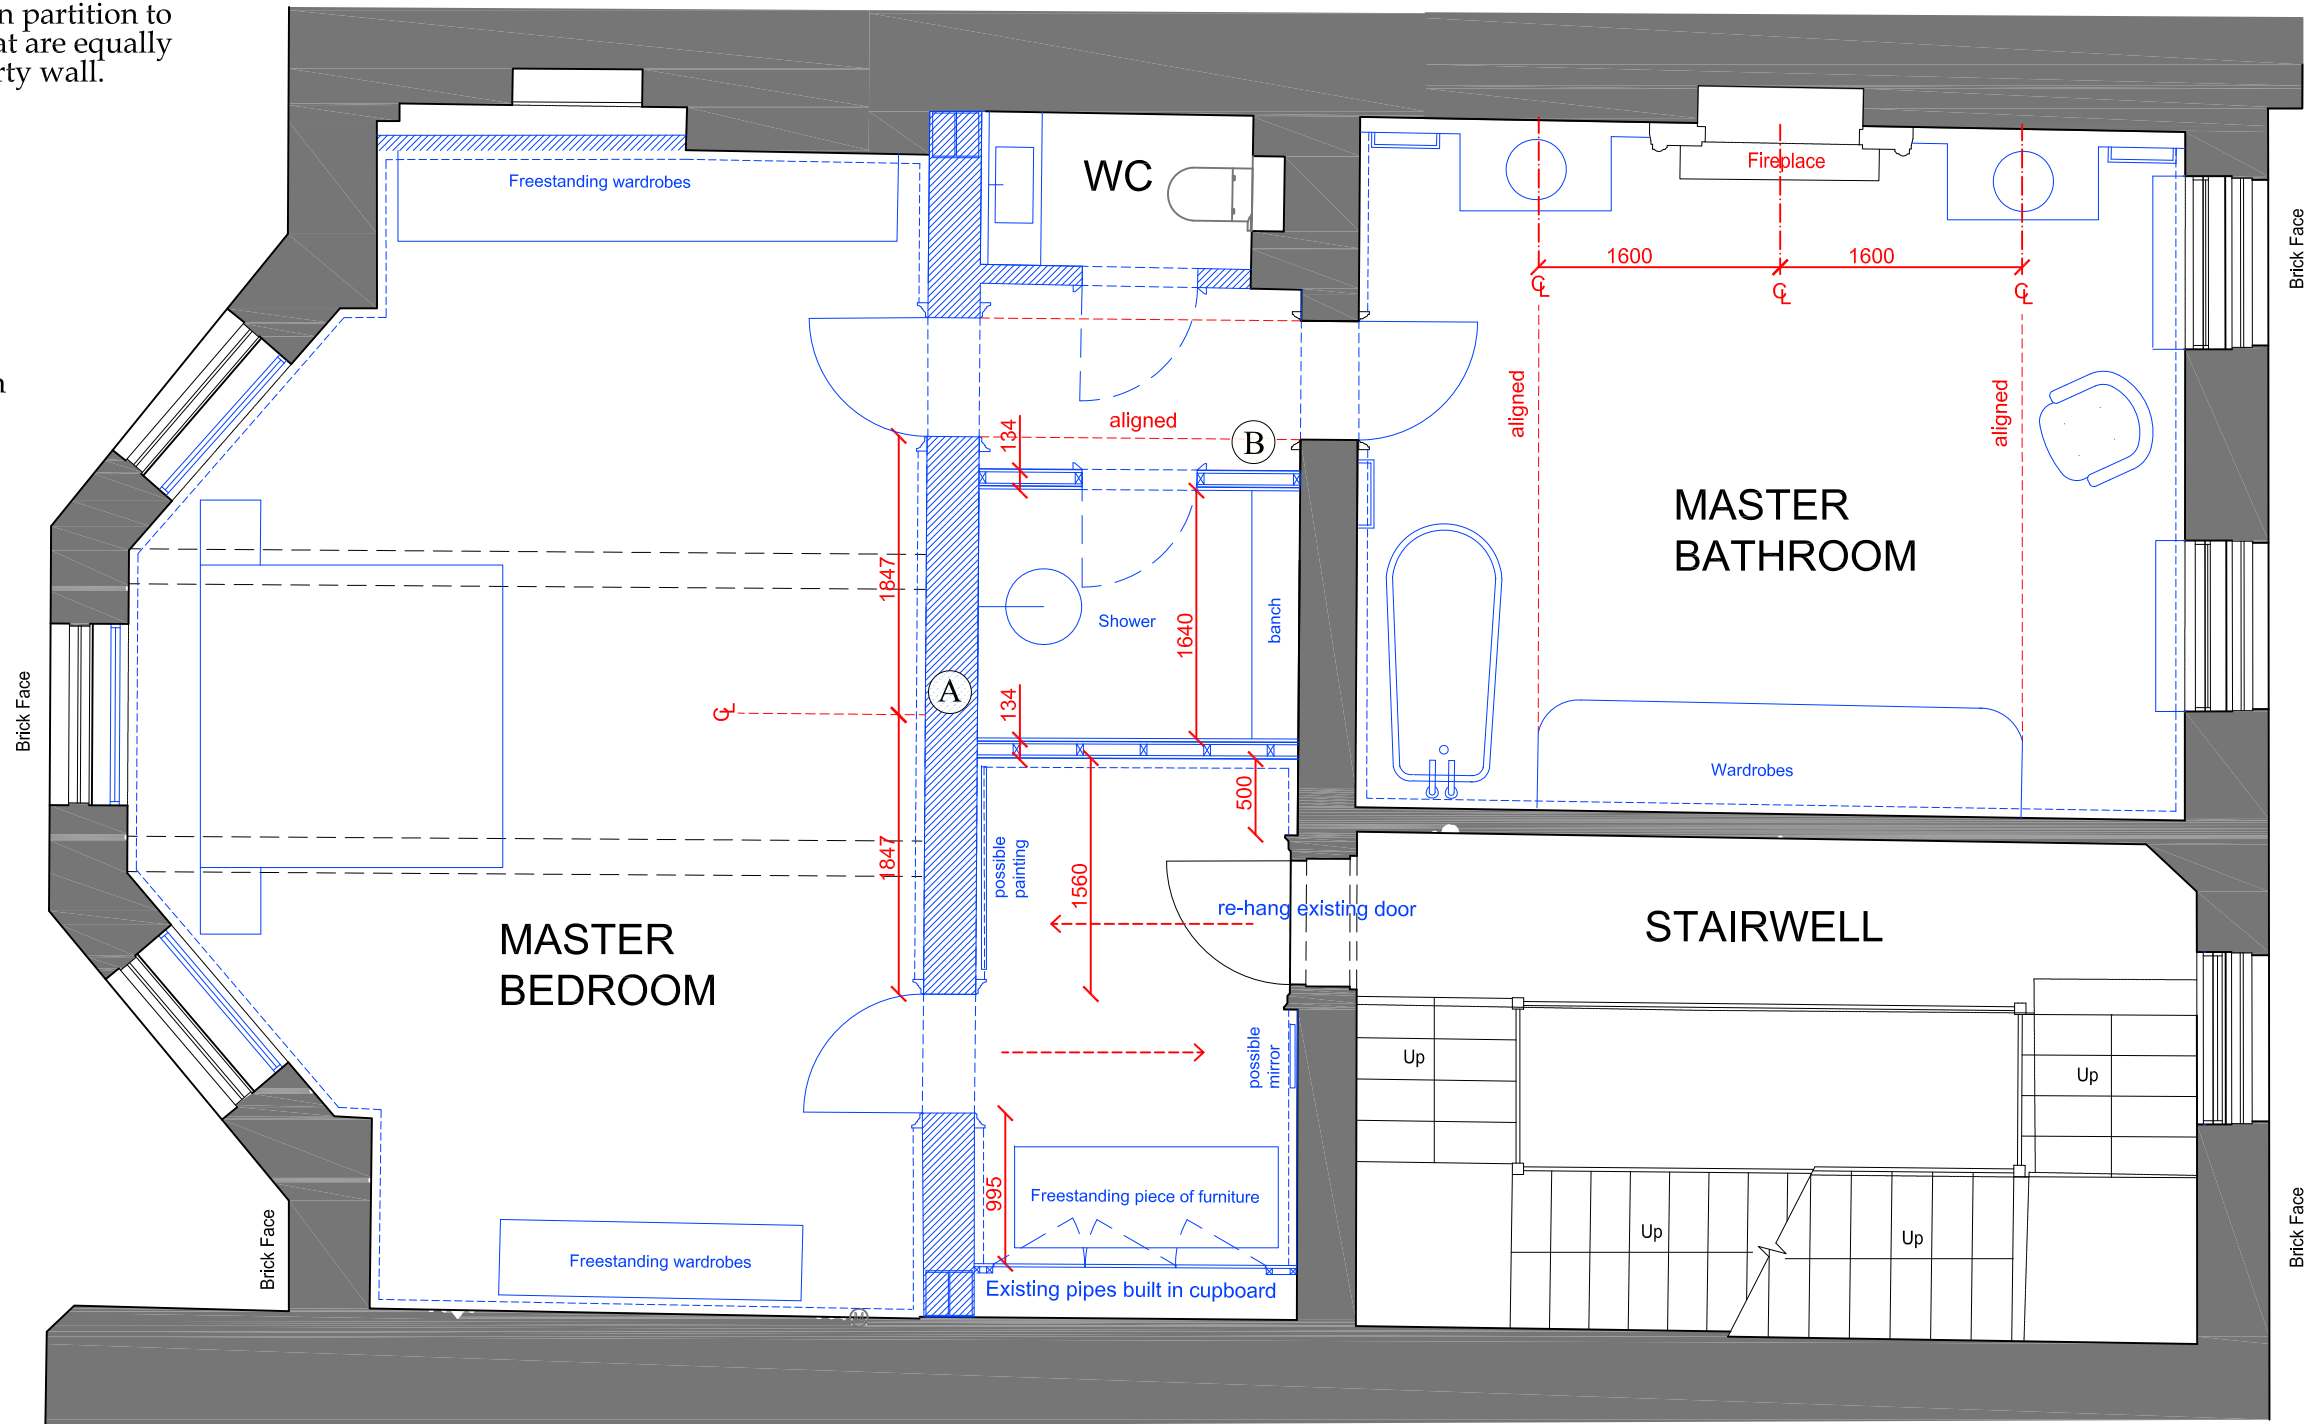 n partition to
at are equally
rty wall.
n
Freestanding wardrobes
WC
Fireplace
1600
1600
CL
CL
CL
Brick Face
aligned
134
B
aligned
aligned
MASTER
BATHROOM
1847
Shower
1640
banch
A
134
CL
Brick Face
Wardrobes
500
possible
painting
1847
1560
re-hang existing door
STAIRWELL
MASTER
BEDROOM
possible
mirror
Up
Up
995
Freestanding piece of furniture
Up
Up
Brick Face
Brick Face
Freestanding wardrobes
Existing pipes built in cupboard
M